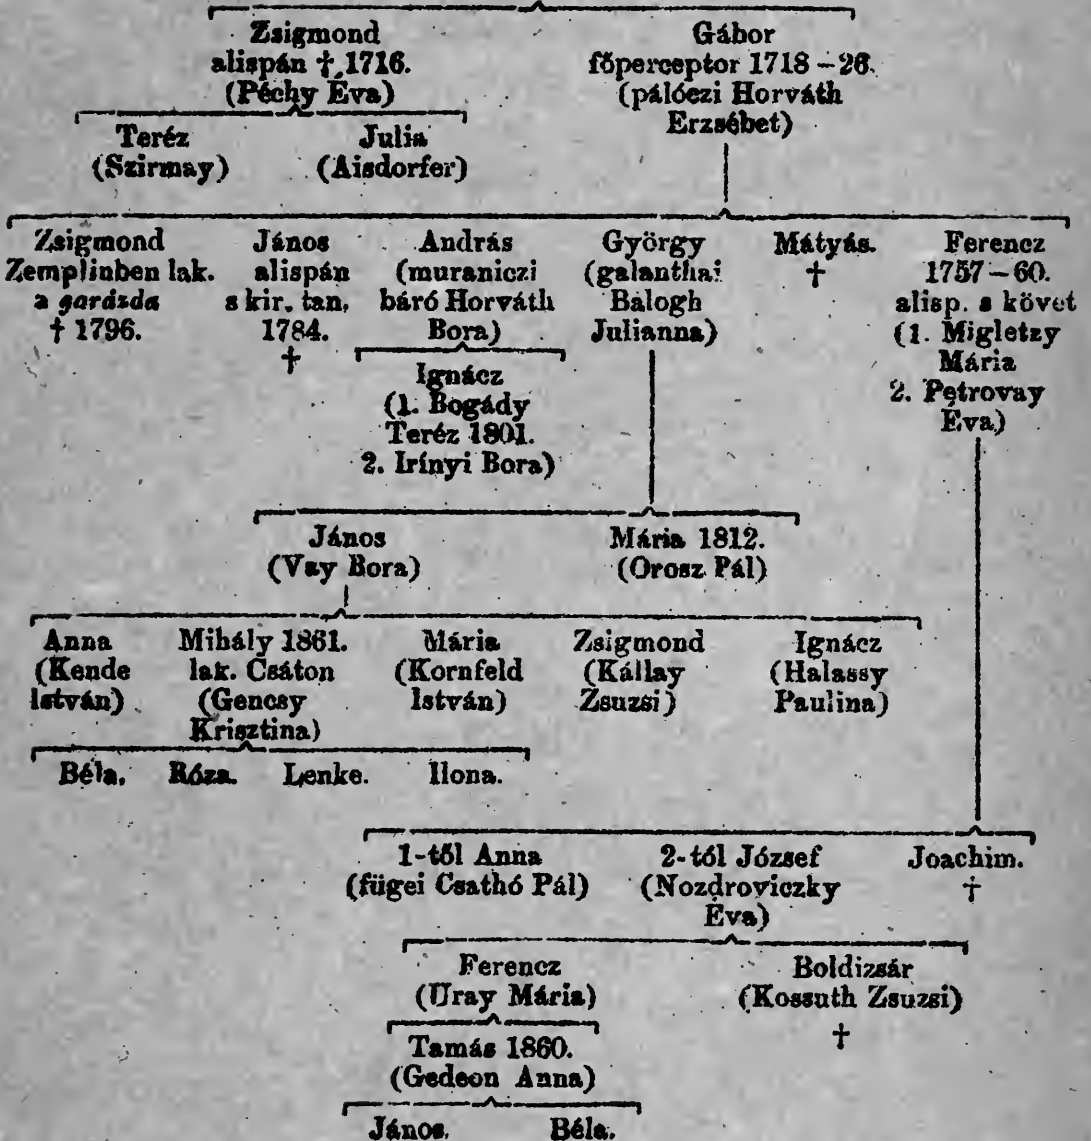 Zsigmond
alispán †, 1716.
(Péchy Éva)
Gábor
főperceptor 1718–26.
(pálóczi Horváth
Erzsébet)
Teréz
(Szirmay)
Julia
(Aisdorfer)
Zsigmond
Zemplinben lak.
a garázda
† 1796.
János
alispán
s kir. tan,
1784.
†
András
(muraniczi
báró Horváth
Bora)
György
(galanthai
Balogh
Julianna)
Mátyás.
†
Ferencz
1757–60.
alisp. s követ
(1. Migletzy
Mária
2. Petrovay
Éva)
Ignácz
(1. Bogády
Teréz 1801.
2. Irínyi Bora)
János
(Vay Bora)
Mária 1812.
(Orosz Pál)
Anna
(Kende
István)
Mihály 1861.
lak. Csáton
(Gencsy
Krisztina)
Mária
(Kornfeld
István)
Zsigmond
(Kállay
Zsuzsi)
Ignácz
(Halassy
Paulina)
Béla. Róza. Lenke. Ilona.
1-től Anna
(fügei Csathó Pál)
2-tól József
(Nozdroviczky
Éva)
Joachim.
†
Ferencz
(Uray Mária)
Boldizsár
(Kossuth Zsuzsi)
†
Tamás 1860.
(Gedeon Anna)
János. Béla.